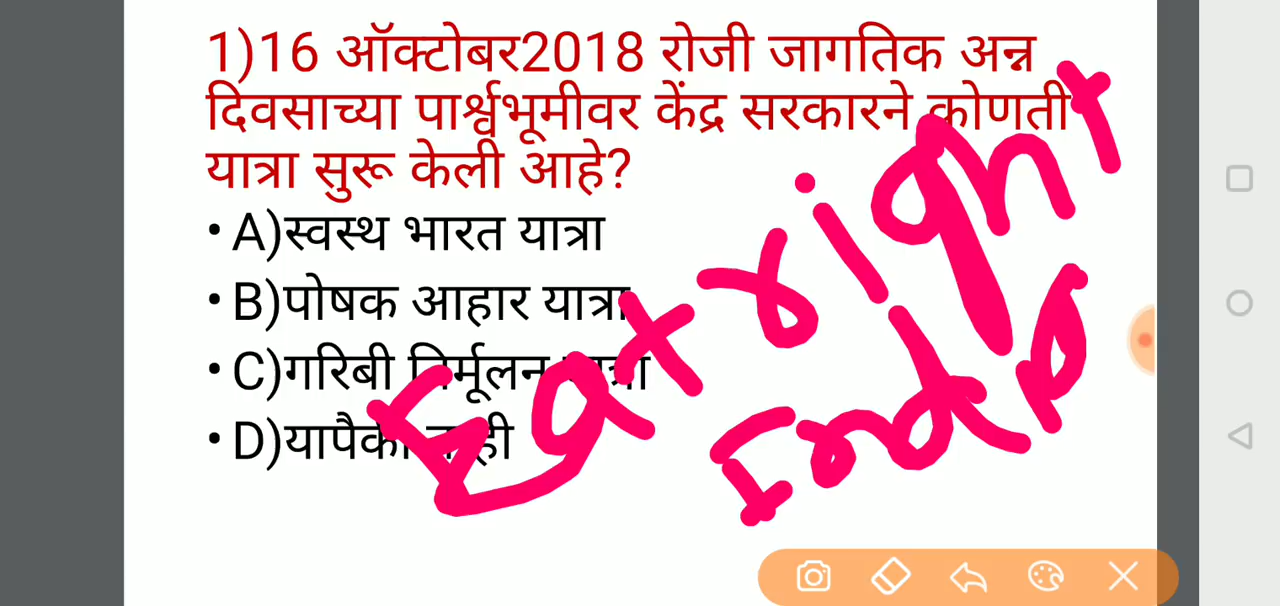 1)16 ऑक्टोबर2018 रोजी जागतिक अन्न
दिवसाच्या पार्श्वभूमीवर केंद्र सरकारने कोणती
यात्रा सुरू केली आहे?
• A)स्वस्थ भारत यात्रा
• B)पोषक आहार यात्रा
• C)गरिबी निर्मूलन यात्रा
• D)यापैकी नाही
Eat right
India